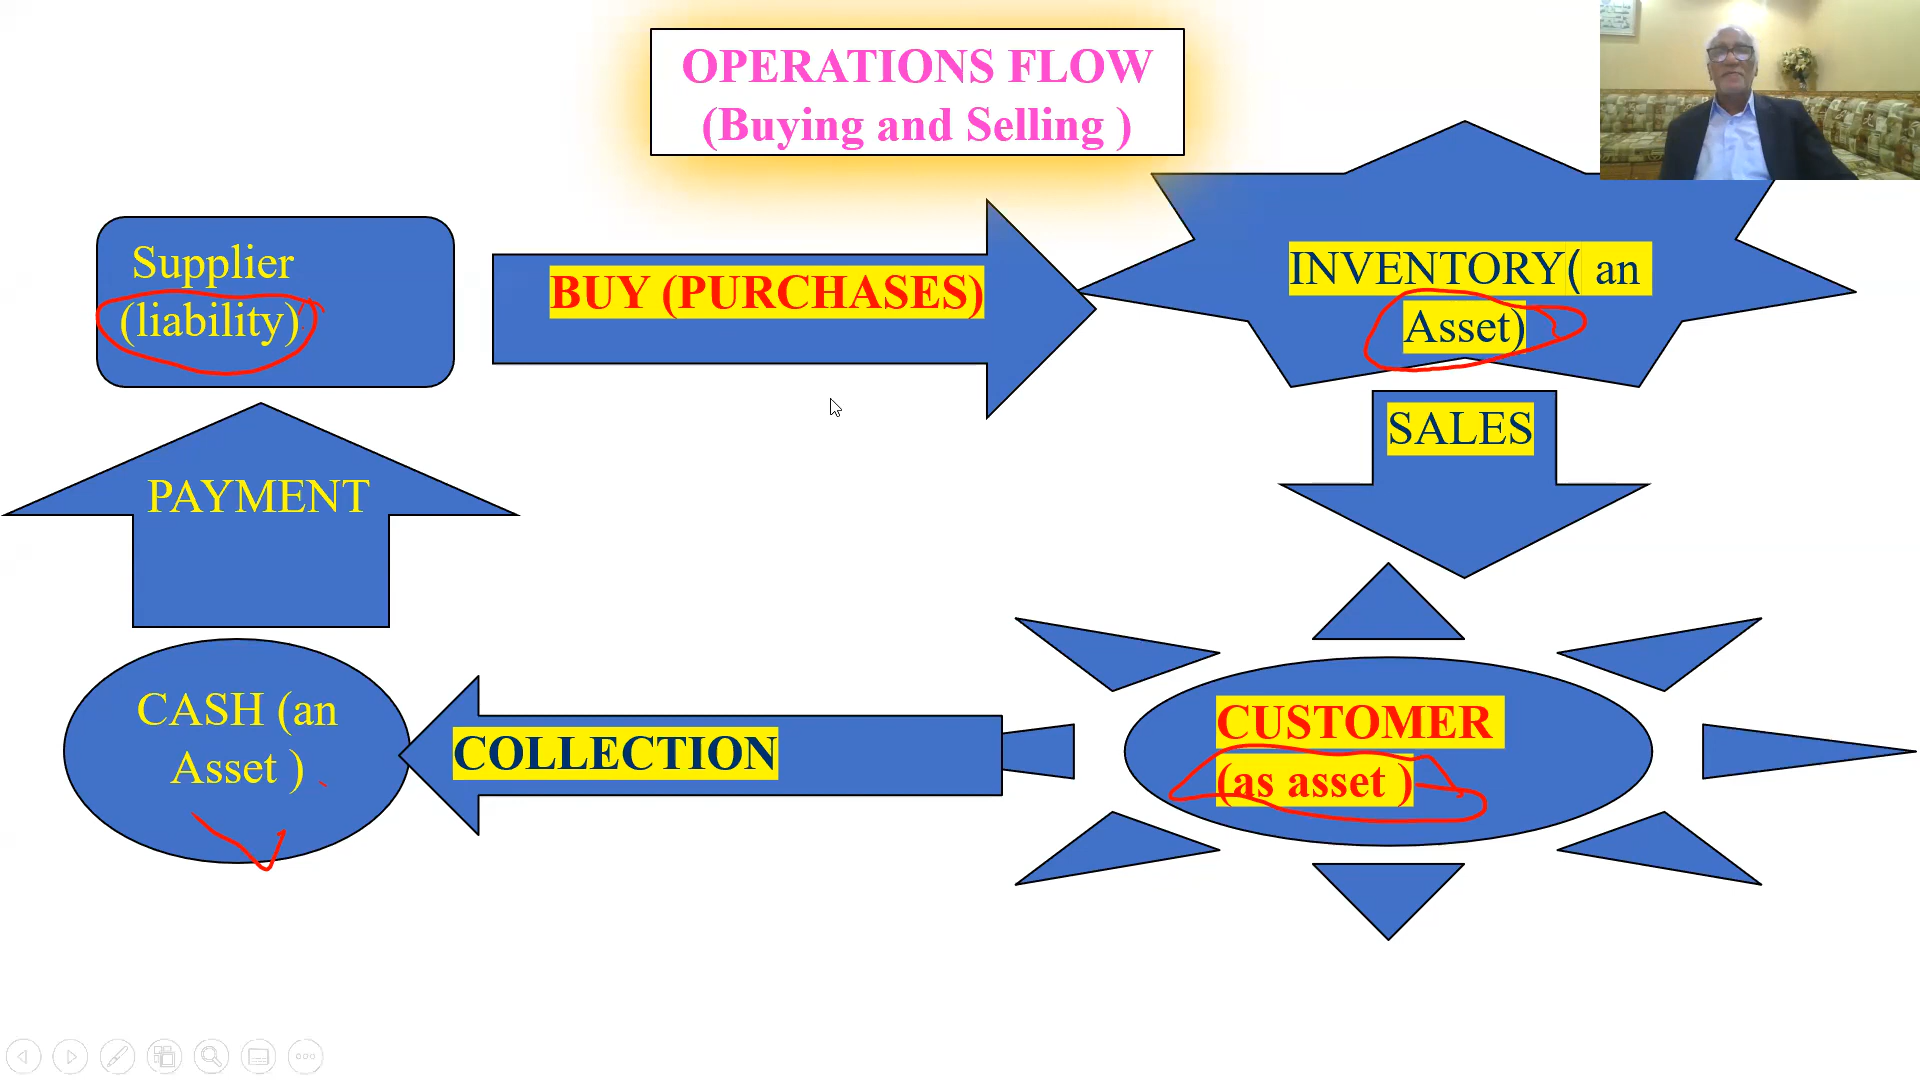 OPERATIONS FLOW
(Buying and Selling )
Supplier
(liability)
BUY (PURCHASES)
INVENTORY( an
Asset)
SALES
PAYMENT
CASH (an
Asset )
COLLECTION
CUSTOMER
(as asset )